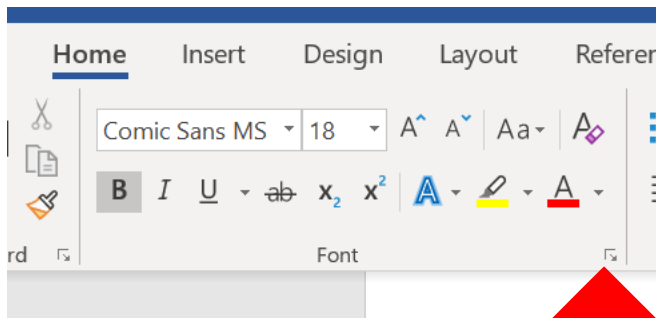 Home Insert Design Layout Referen
Comic Sans MS 18 A A Aa A
B I U ab x2 x2 A A
rd Font